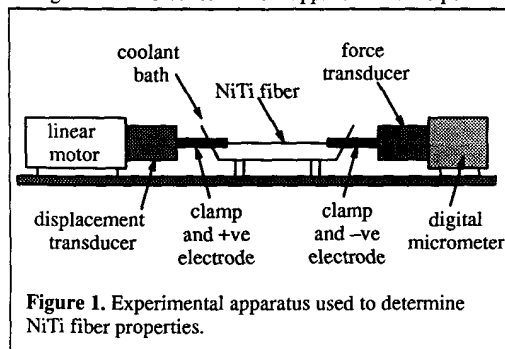 coolant
bath
NiTi fiber
force
transducer
linear
motor
displacement
transducer
clamp
and +ve
electrode
clamp
and –ve
electrode
digital
micrometer
Figure 1. Experimental apparatus used to determine
NiTi fiber properties.